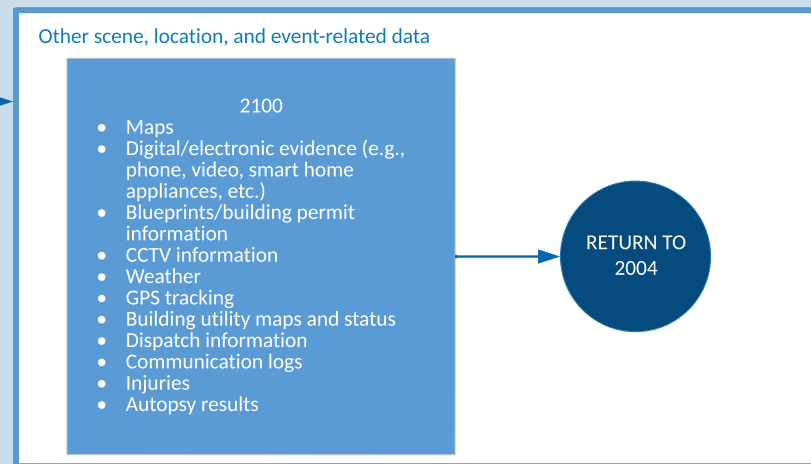 Other scene, location, and event-related data
2100
• Maps
• Digital/electronic evidence (e.g.,
phone, video, smart home
appliances, etc.)
• Blueprints/building permit
information
• CCTV information
• Weather
• GPS tracking
• Building utility maps and status
• Dispatch information
• Communication logs
• Injuries
• Autopsy results
RETURN TO
2004